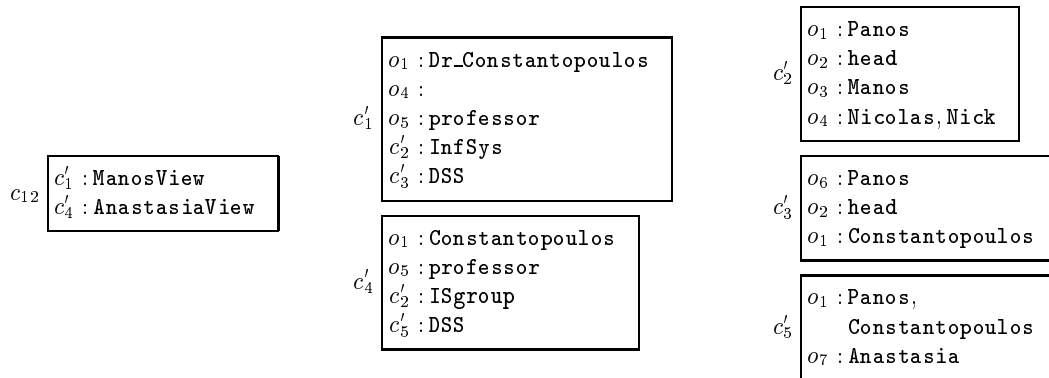 c12
c′1 : ManosView
c′4 : AnastasiaView
c′1
o1 : Dr_Constantopoulos
o4 :
o5 : professor
c′2 : InfSys
c′3 : DSS
c′4
o1 : Constantopoulos
o5 : professor
c′2 : ISgroup
c′5 : DSS
c′2
o1 : Panos
o2 : head
o3 : Manos
o4 : Nicolas, Nick
c′3
o6 : Panos
o2 : head
o1 : Constantopoulos
c′5
o1 : Panos,
Constantopoulos
o7 : Anastasia